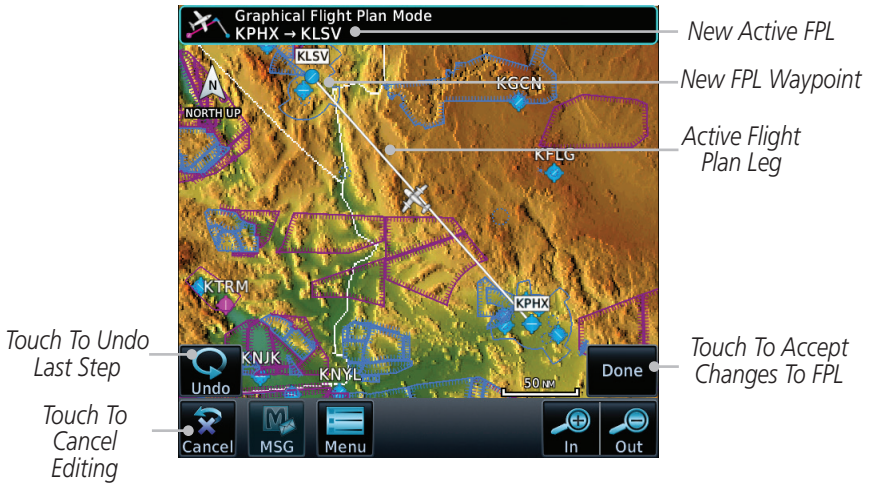 Graphical Flight Plan Mode
KPHX → KLSV
New Active FPL
KLSV
New FPL Waypoint
KGCN
N
NORTH UP
Active Flight
Plan Leg
KFLG
KTRM
KPHX
Touch To Undo
Last Step
KNJK
KNYL
Undo
50 NM
Done
Touch To Accept
Changes To FPL
Touch To
Cancel
Editing
Cancel
MSG
Menu
In
Out